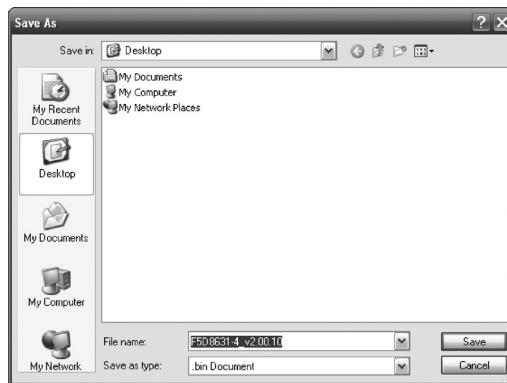 Save As
Save in:
Desktop
My Documents
My Computer
My Network Places
My Recent
Documents
Desktop
My Documents
My Computer
My Network
File name:
F5D8631-4_v2.00.10
Save
Save as type:
.bin Document
Cancel